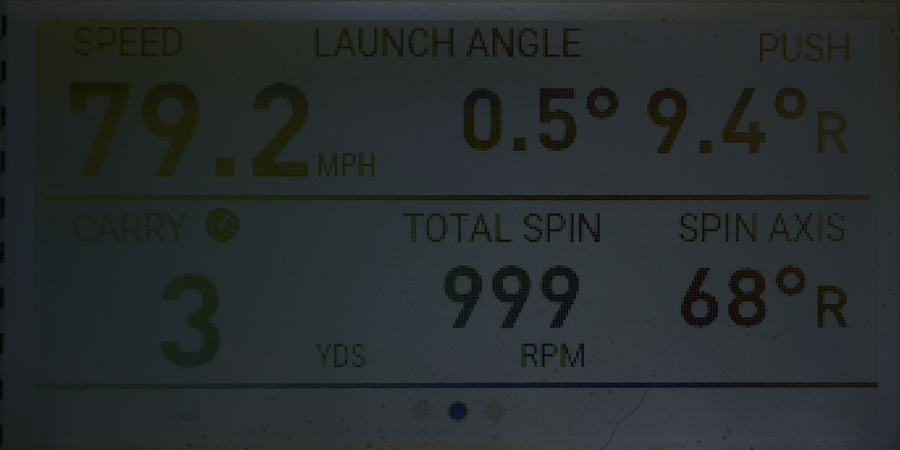 SPEED LAUNCH ANGLE PUSH
79.2 MPH 0.5° 9.4° R
CARRY TOTAL SPIN SPIN AXIS
3 YDS 999 RPM 68° R